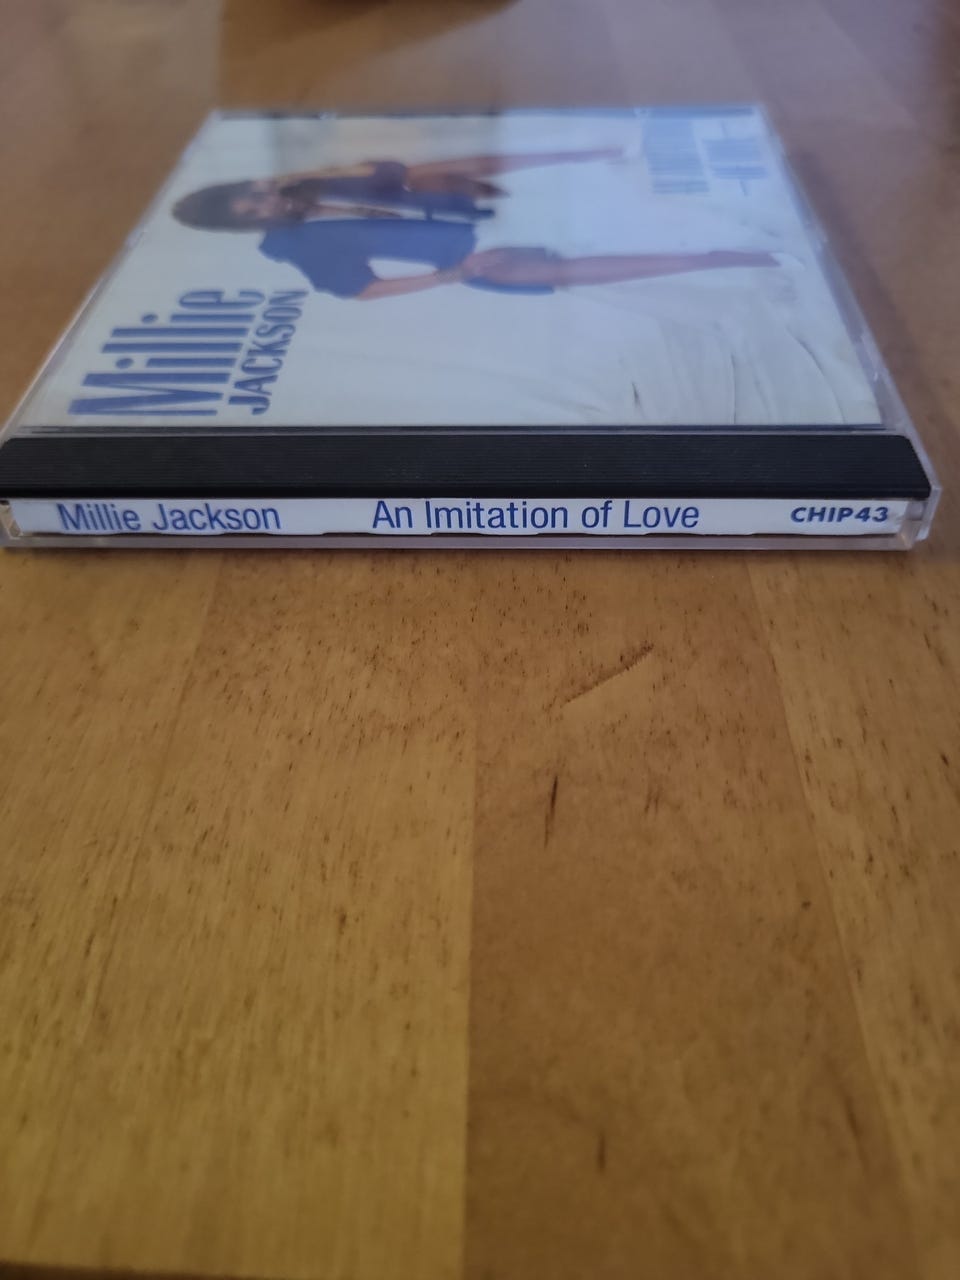 Millie
JACKSON
Millie Jackson An Imitation of Love CHIP43